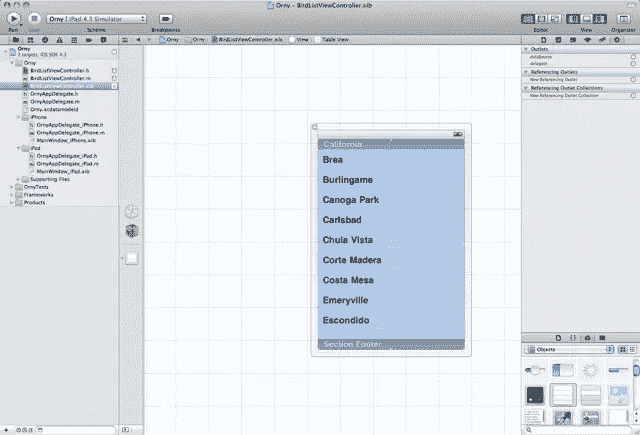 Orny – BirdListViewController.xib
Run
Stop
Orny | iPad 4.3 Simulator
Scheme
Breakpoints
Editor
View
Organizer
Orny
2 targets, iOS SDK 4.3
Orny
BirdListViewController.h
BirdListViewController.m
BirdListViewController.xib
OrnyAppDelegate.h
OrnyAppDelegate.m
Orny.xcdatamodeld
iPhone
OrnyAppDelegate_iPhone.h
OrnyAppDelegate_iPhone.m
MainWindow_iPhone.xib
iPad
OrnyAppDelegate_iPad.h
OrnyAppDelegate_iPad.m
MainWindow_iPad.xib
Supporting Files
OrnyTests
Frameworks
Products
Orny
Orny
BirdListViewController.xib
View
Table View
California
Brea
Burlingame
Canoga Park
Carlsbad
Chula Vista
Corte Madera
Costa Mesa
Emeryville
Escondido
Section Footer
Outlets
dataSource
delegate
Referencing Outlets
New Referencing Outlet
Referencing Outlet Collections
New Referencing Outlet Collection
Objects